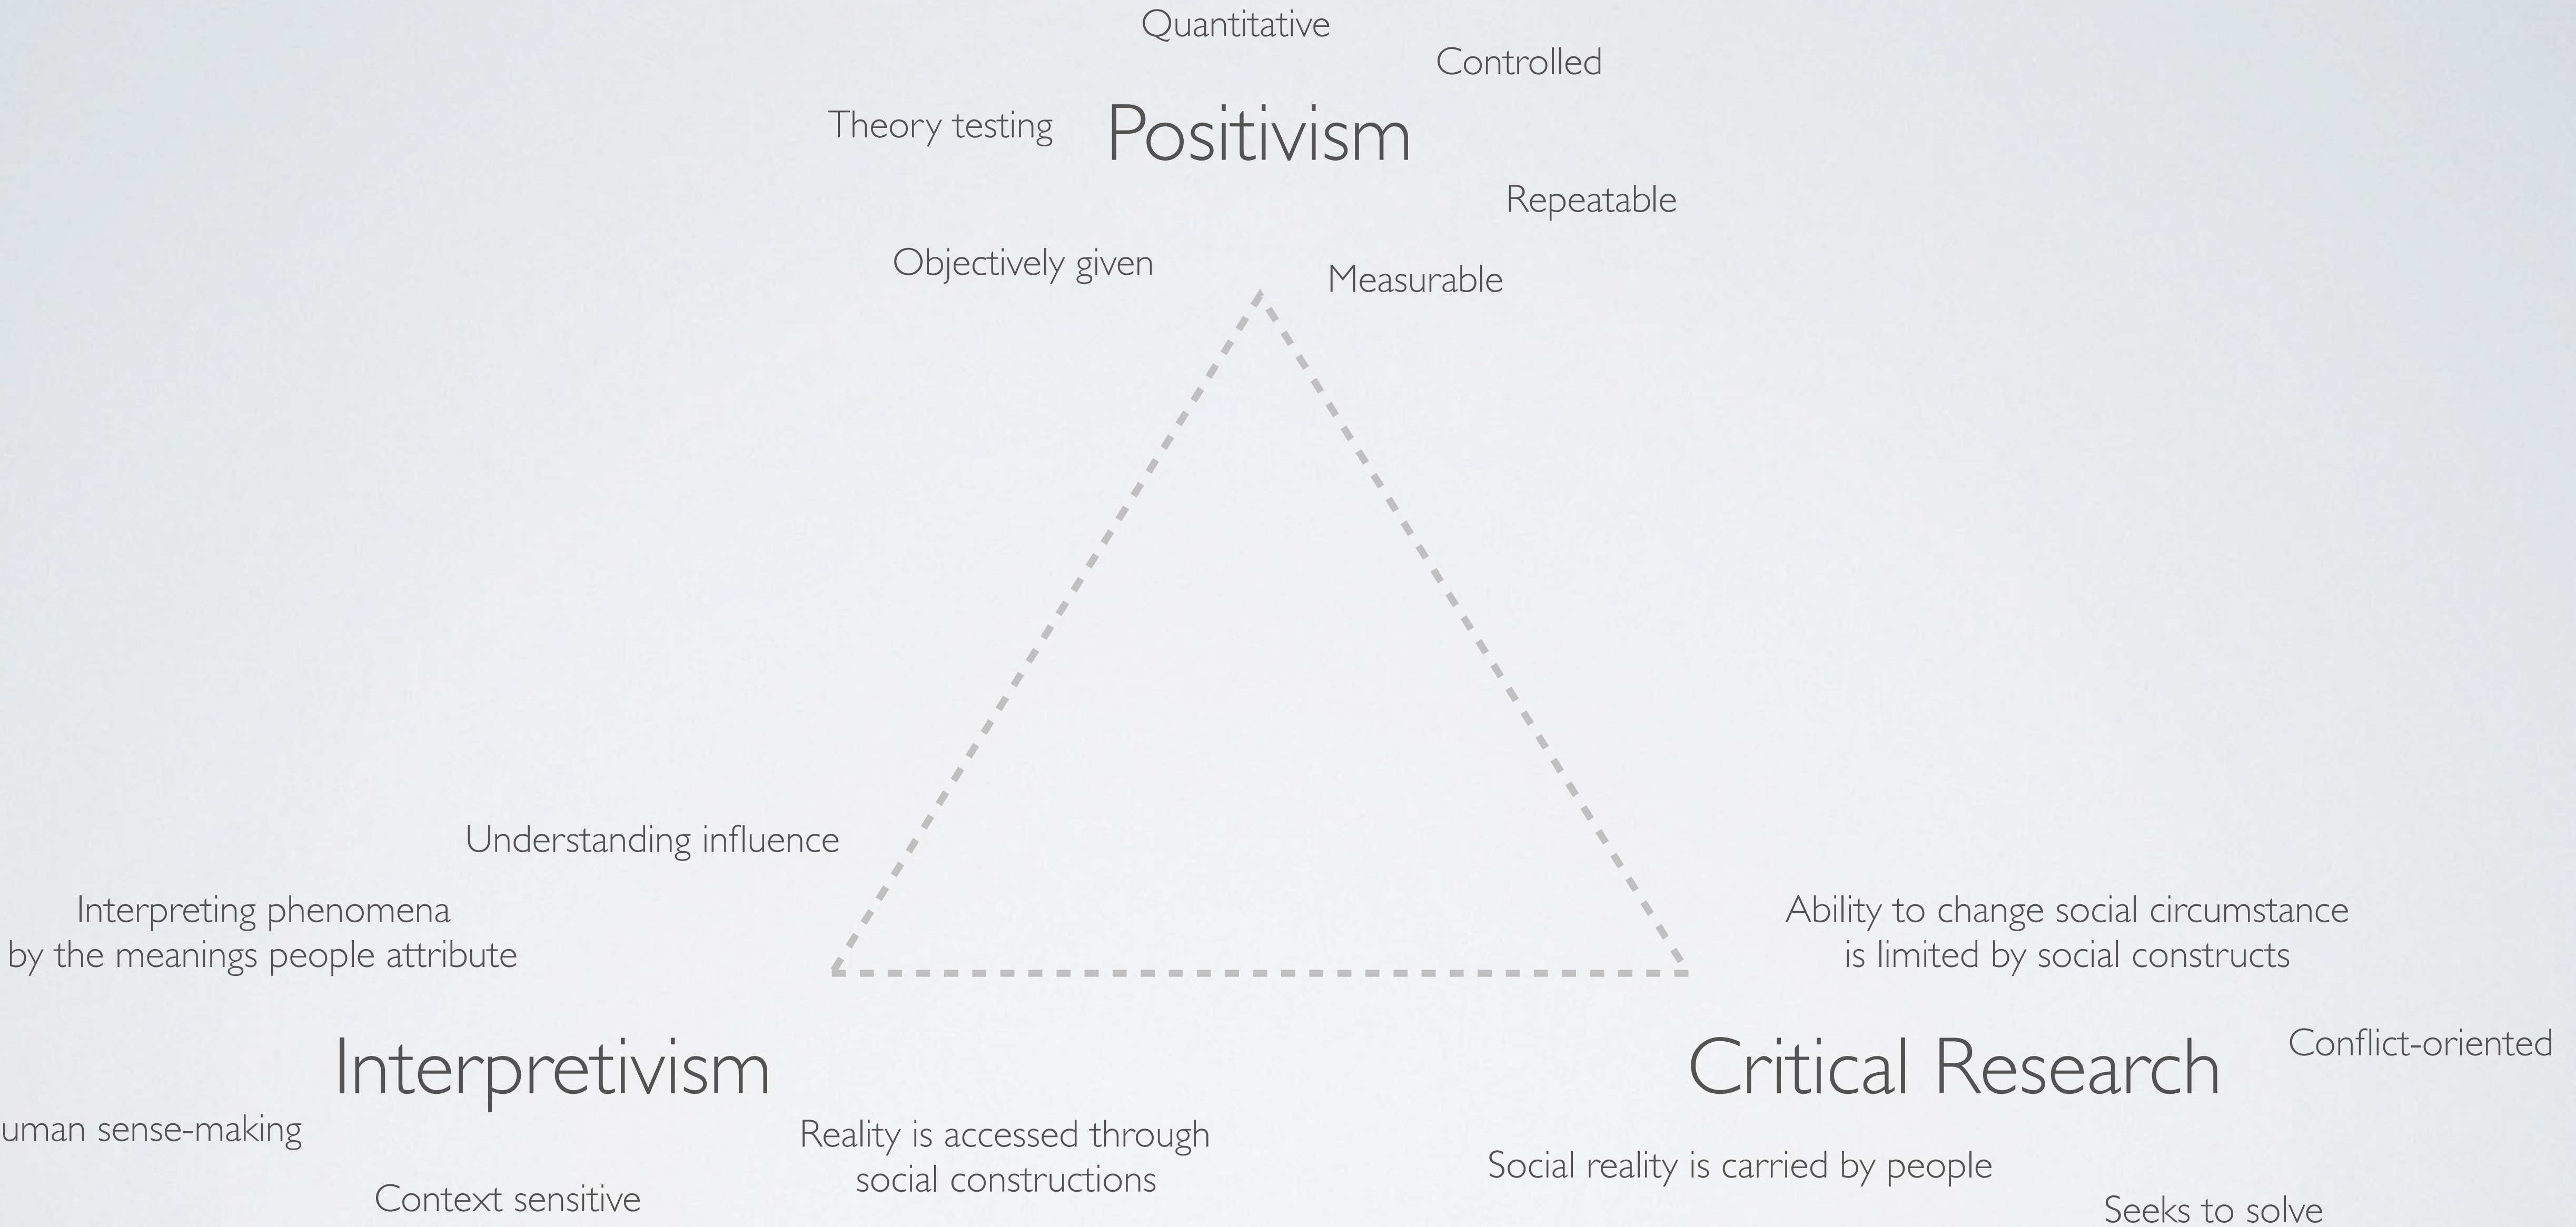 Quantitative
Controlled
Theory testing
Positivism
Repeatable
Objectively given
Measurable
Understanding influence
Interpreting phenomena
by the meanings people attribute
Ability to change social circumstance
is limited by social constructs
Interpretivism
Critical Research
Conflict-oriented
uman sense-making
Reality is accessed through
social constructions
Social reality is carried by people
Context sensitive
Seeks to solve